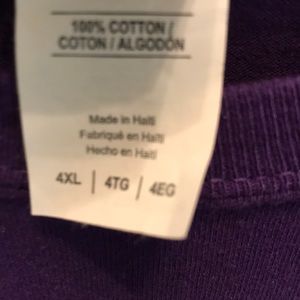 100% COTTON /
COTON / ALGODÓN
Made in Haiti
Fabriqué en Haïti
Hecho en Haití
4XL | 4TG | 4EG